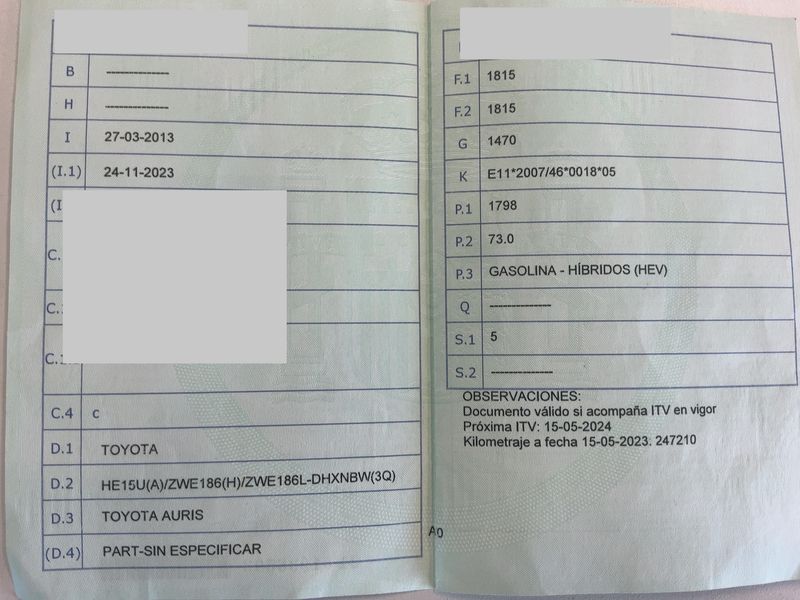 B --------------
H --------------
I 27-03-2013
(I.1) 24-11-2023
(I
C.
C.
C.1
C.4 c
D.1 TOYOTA
D.2 HE15U(A)/ZWE186(H)/ZWE186L-DHXNBW(3Q)
D.3 TOYOTA AURIS
(D.4) PART-SIN ESPECIFICAR
F.1 1815
F.2 1815
G 1470
K E11*2007/46*0018*05
P.1 1798
P.2 73.0
P.3 GASOLINA - HÍBRIDOS (HEV)
Q --------------
S.1 5
S.2 --------------
OBSERVACIONES:
Documento válido si acompaña ITV en vigor
Próxima ITV: 15-05-2024
Kilometraje a fecha 15-05-2023. 247210
A0